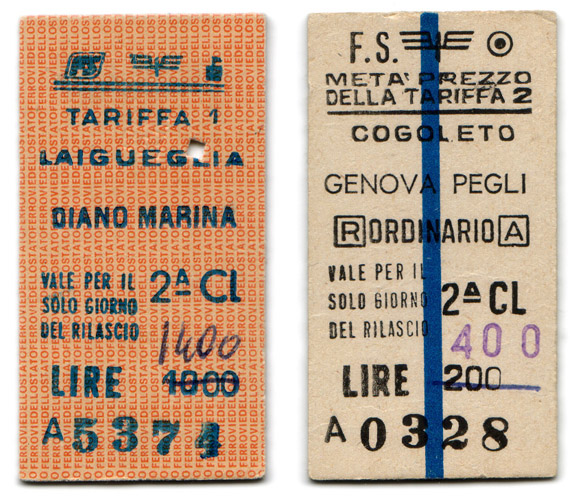 FS
TARIFFA 1
LAIGUEGLIA
DIANO MARINA
VALE PER IL
SOLO GIORNO
DEL RILASCIO
2ª Cl
1400
LIRE 1000
A 5374
F.S.
META' PREZZO
DELLA TARIFFA 2
COGOLETO
GENOVA PEGLI
R ORDINARIO A
VALE PER IL
SOLO GIORNO
DEL RILASCIO
2ª CL
400
LIRE 200
A 0328